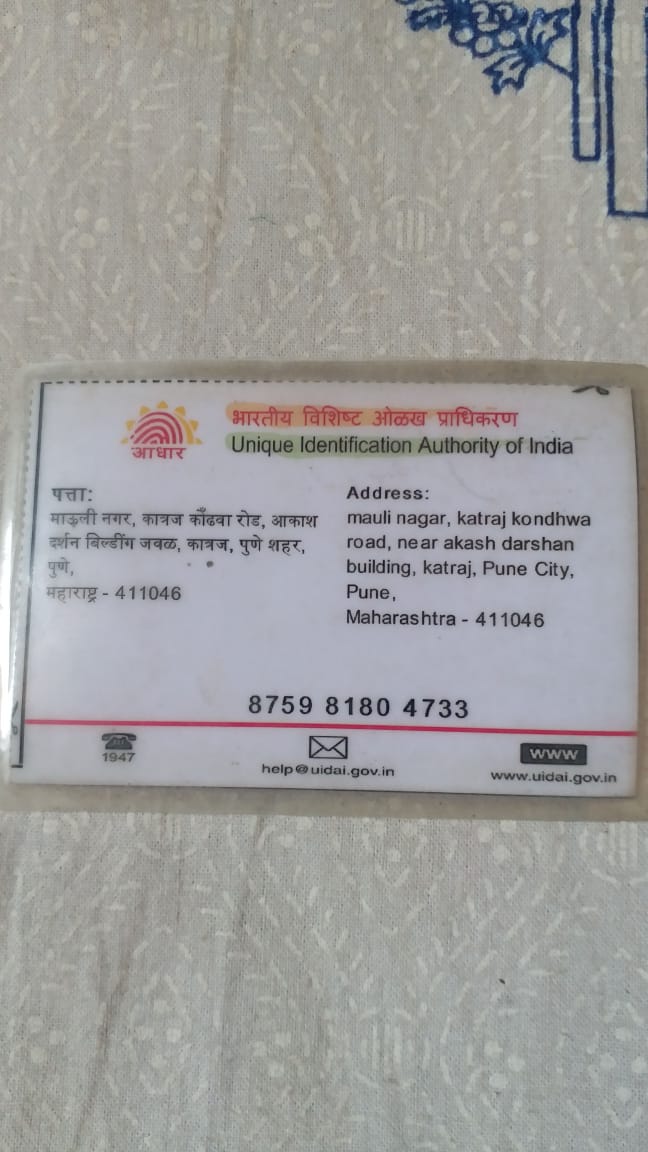 भारतीय विशिष्ट ओळख प्राधिकरण
Unique Identification Authority of India
आधार
पत्ता:
माऊली नगर, कात्रज कोंढवा रोड, आकाश
दर्शन बिल्डींग जवळ, कात्रज, पुणे शहर,
पुणे,
महाराष्ट्र - 411046
Address:
mauli nagar, katraj kondhwa
road, near akash darshan
building, katraj, Pune City,
Pune,
Maharashtra - 411046
8759 8180 4733
1947
help@uidai.gov.in
WWW
www.uidai.gov.in